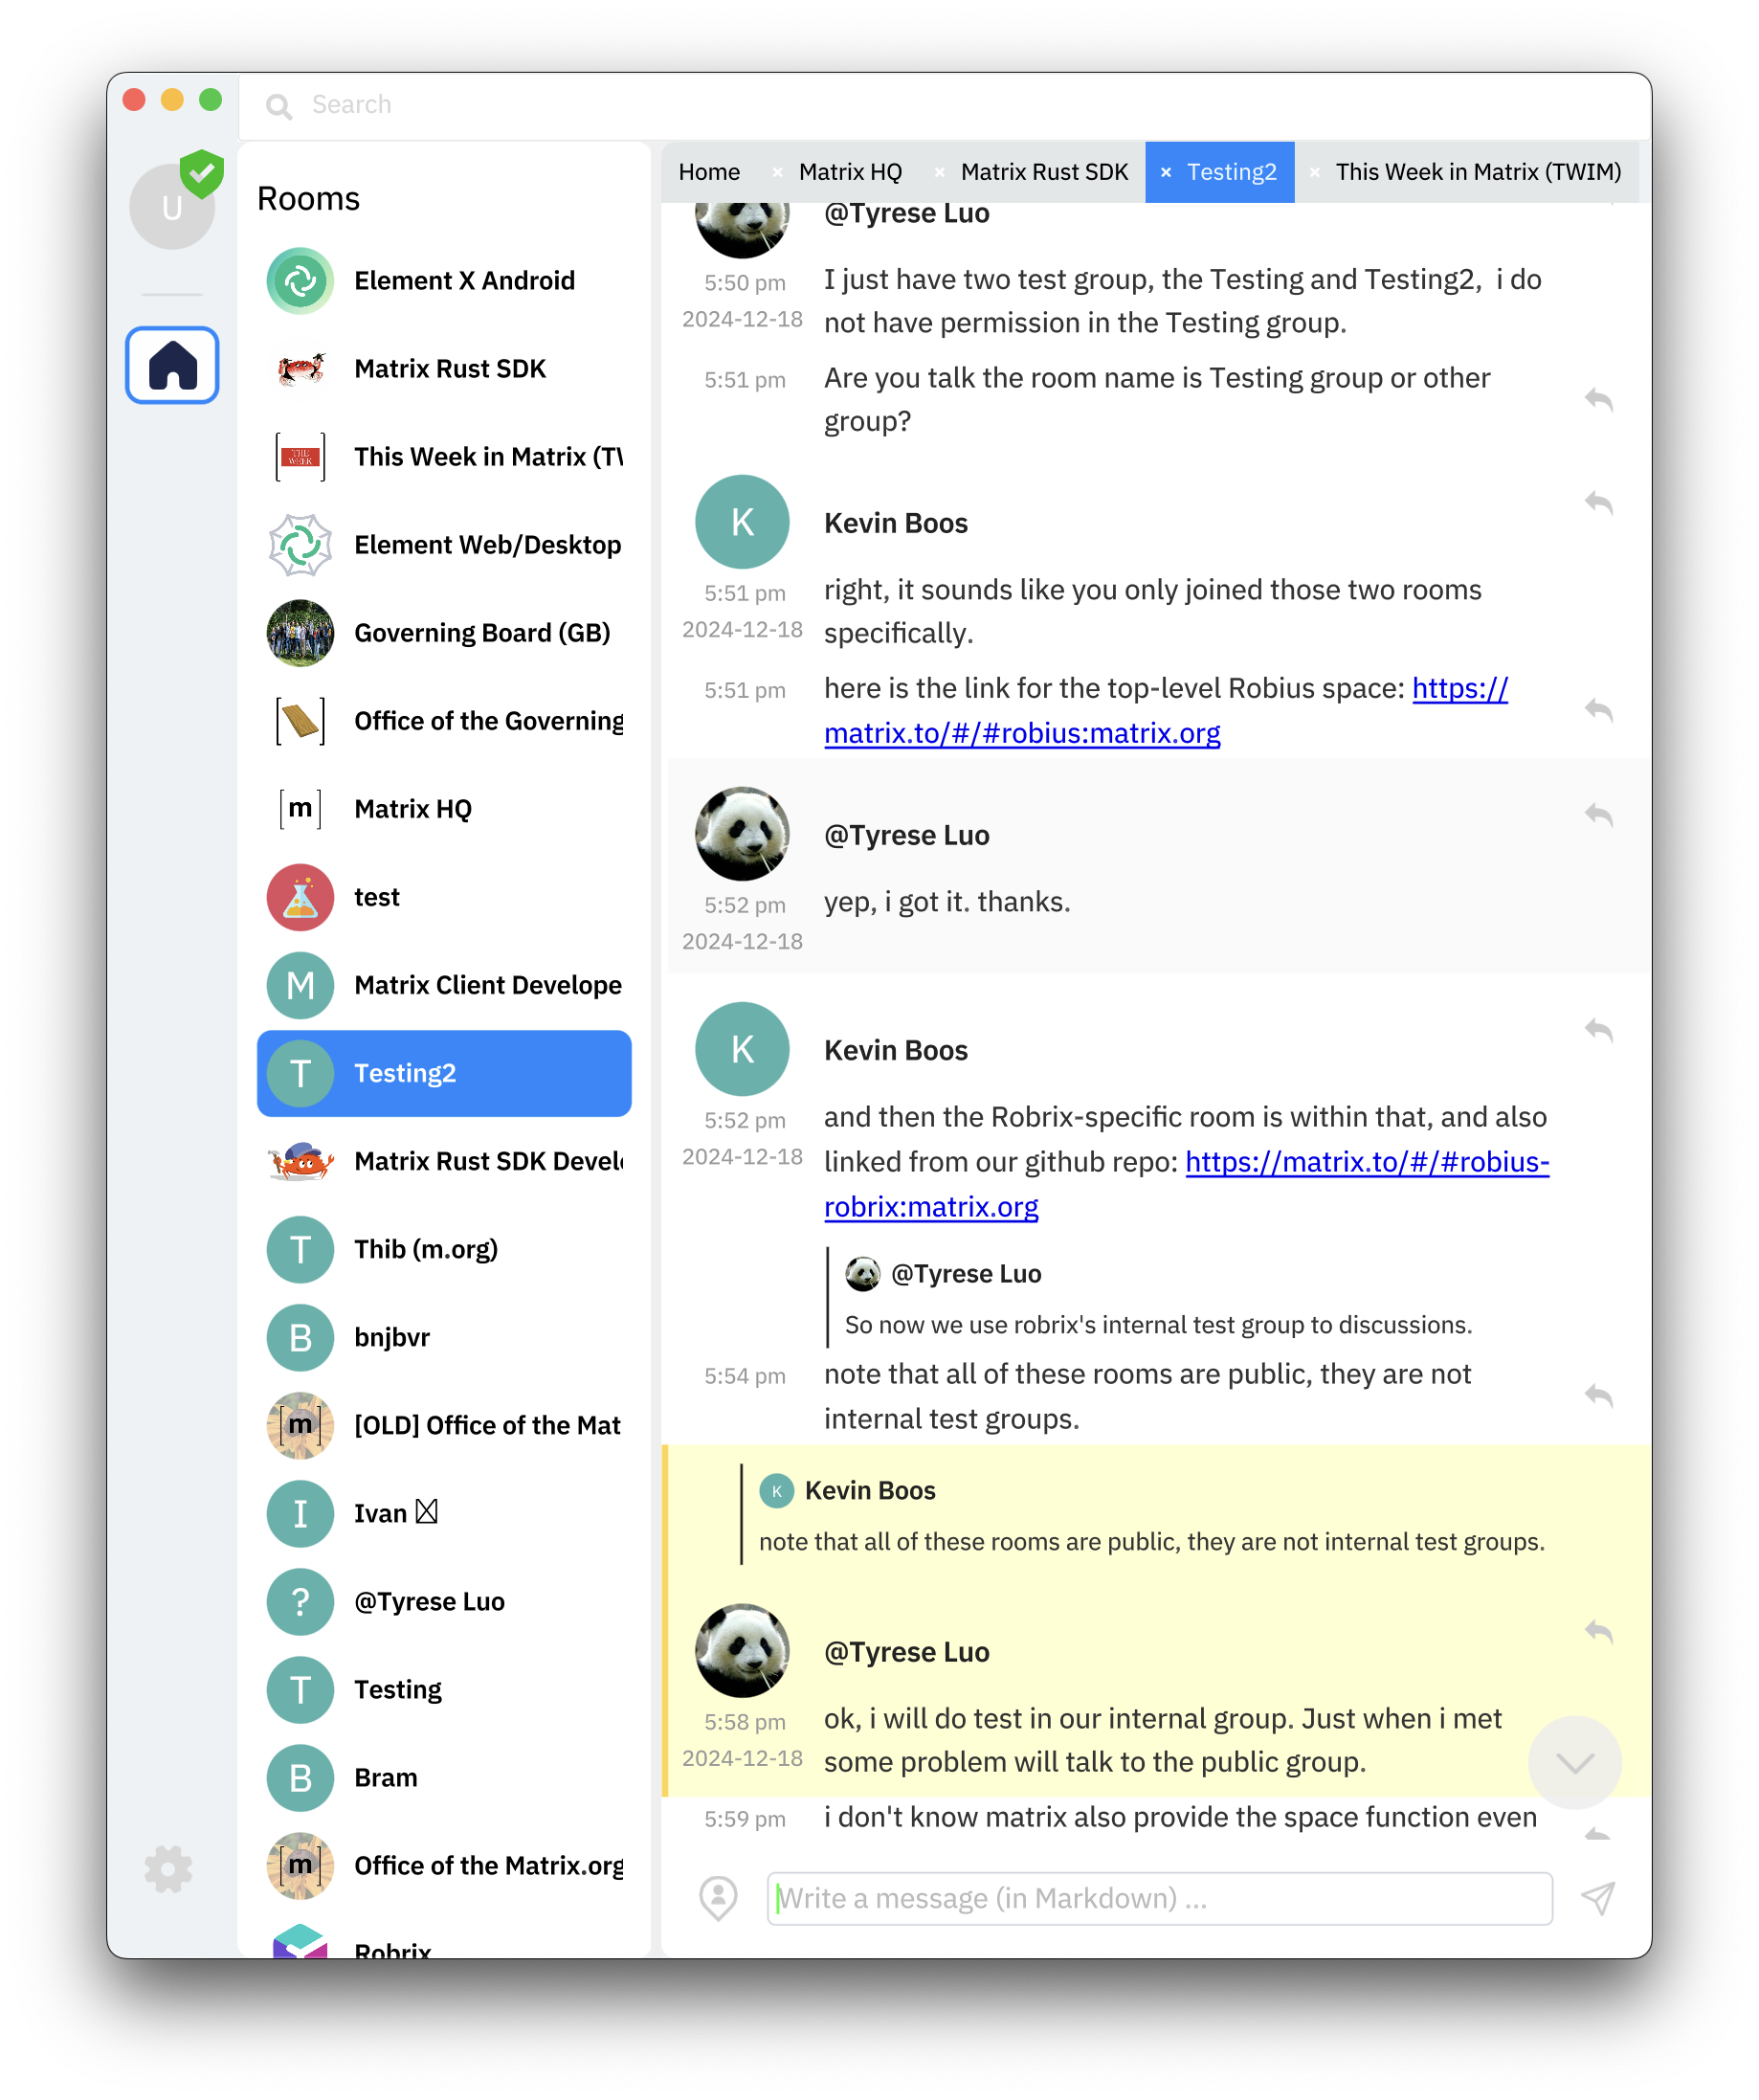 Search
U
Rooms
Element X Android
Matrix Rust SDK
THIS
WEEK
This Week in Matrix (TW
Element Web/Desktop
Governing Board (GB)
Office of the Governing
[m]
Matrix HQ
test
M
Matrix Client Develope
T
Testing2
Matrix Rust SDK Devel
T
Thib (m.org)
B
bnjbvr
[m]
[OLD] Office of the Mat
I
Ivan
?
@Tyrese Luo
T
Testing
B
Bram
[m]
Office of the Matrix.org
Robrix
Home × Matrix HQ × Matrix Rust SDK × Testing2 × This Week in Matrix (TWIM)
@Tyrese Luo
5:50 pm
2024-12-18
I just have two test group, the Testing and Testing2,  i do
not have permission in the Testing group.
5:51 pm
Are you talk the room name is Testing group or other
group?
K
Kevin Boos
5:51 pm
2024-12-18
right, it sounds like you only joined those two rooms
specifically.
5:51 pm
here is the link for the top-level Robius space: https://
matrix.to/#/#robius:matrix.org
@Tyrese Luo
5:52 pm
2024-12-18
yep, i got it. thanks.
K
Kevin Boos
5:52 pm
2024-12-18
and then the Robrix-specific room is within that, and also
linked from our github repo: https://matrix.to/#/#robius-
robrix:matrix.org
@Tyrese Luo
So now we use robrix's internal test group to discussions.
5:54 pm
note that all of these rooms are public, they are not
internal test groups.
K
Kevin Boos
note that all of these rooms are public, they are not internal test groups.
@Tyrese Luo
5:58 pm
2024-12-18
ok, i will do test in our internal group. Just when i met
some problem will talk to the public group.
5:59 pm
i don't know matrix also provide the space function even
Write a message (in Markdown) ...